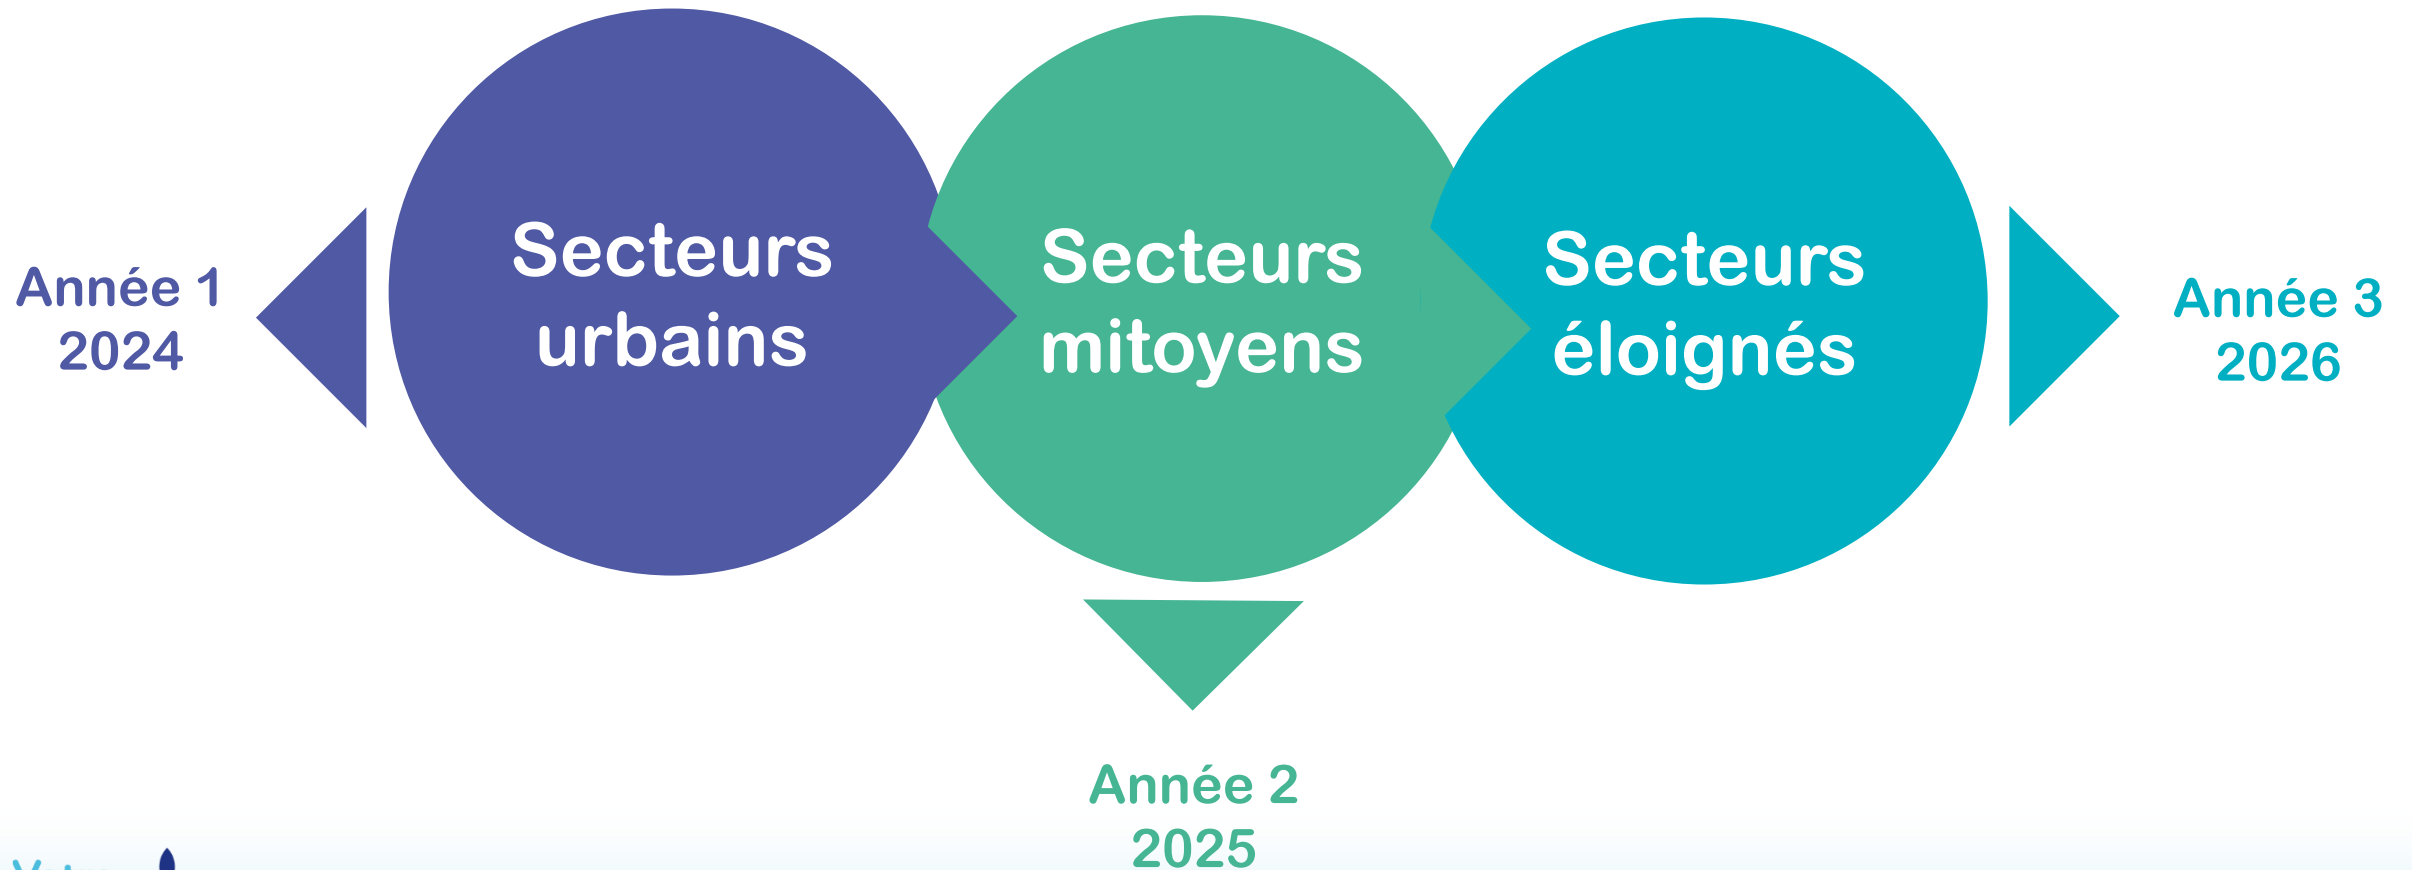 Secteurs
urbains
Secteurs
mitoyens
Secteurs
éloignés
Année 1
2024
Année 3
2026
Année 2
2025